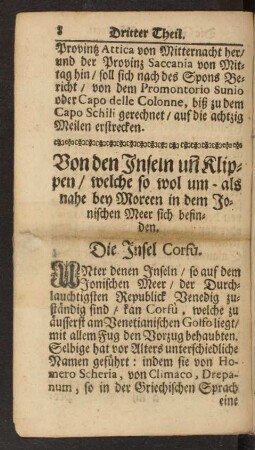 8 Dritter Theil.
Provintz Attica von Mitternacht her/
und der Provinz Saccania von Mit-
tag hin/ soll sich nach des Spons Be-
richt/ von dem Promontorio Sunio
oder Capo delle Colonne, biß zu dem
Capo Schili gerechnet/ auf die achtzig
Meilen erstrecken.
Von den Inseln uñ Klip-
pen/ welche so wol um-als
nahe bey Moreen in dem Jo-
nischen Meer sich befin-
den.
Die Insel Corfù.
UNter denen Inseln/ so auf dem
Jonischen Meer/ der Durch-
lauchtigsten Republick Venedig zu-
ständig sind/ kan Corfù, welche zu
äusserst am Venetianischen Golfo liegt/
mit allem Fug den Vorzug behaubten.
Selbige hat vor Alters unterschiedliche
Namen geführt: indem sie von Ho-
mero Scheria, von Climaco, Drepa-
num, so in der Griechischen Sprach
eine